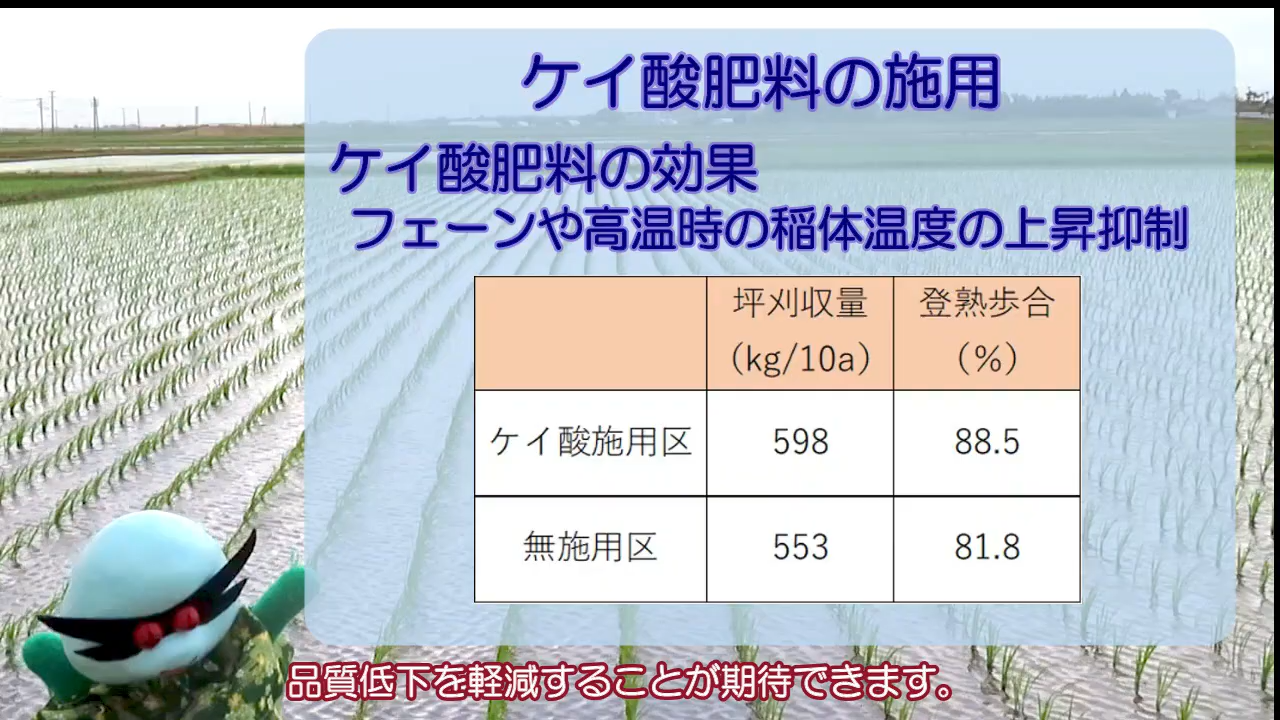 ケイ酸肥料の施用
ケイ酸肥料の効果
フェーンや高温時の稲体温度の上昇抑制
坪刈収量 登熟歩合
（kg/10a） （%）
ケイ酸施用区 598 88.5
無施用区 553 81.8
品質低下を軽減することが期待できます。